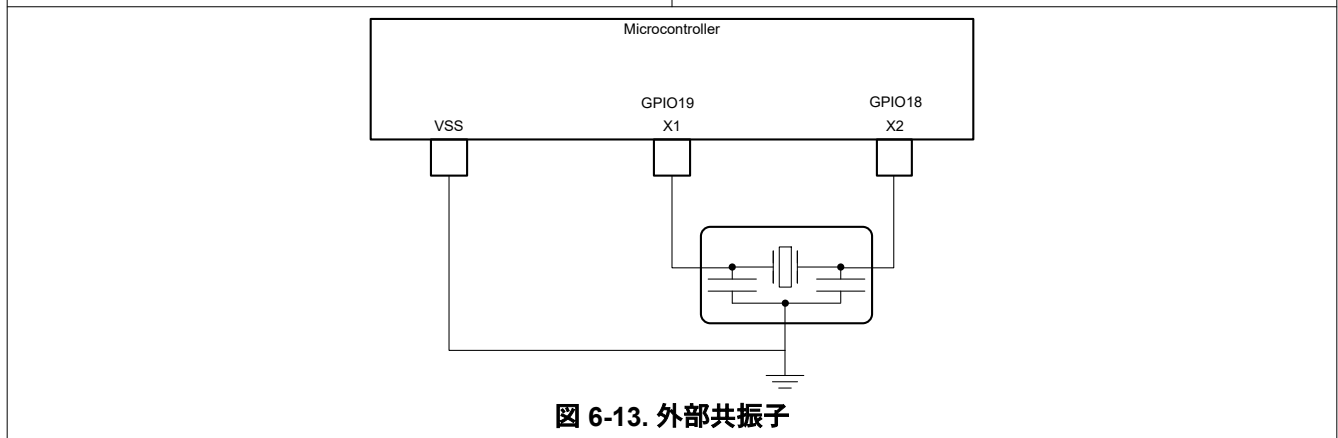 Microcontroller
GPIO19
GPIO18
VSS
X1
X2
図 6-13. 外部共振子